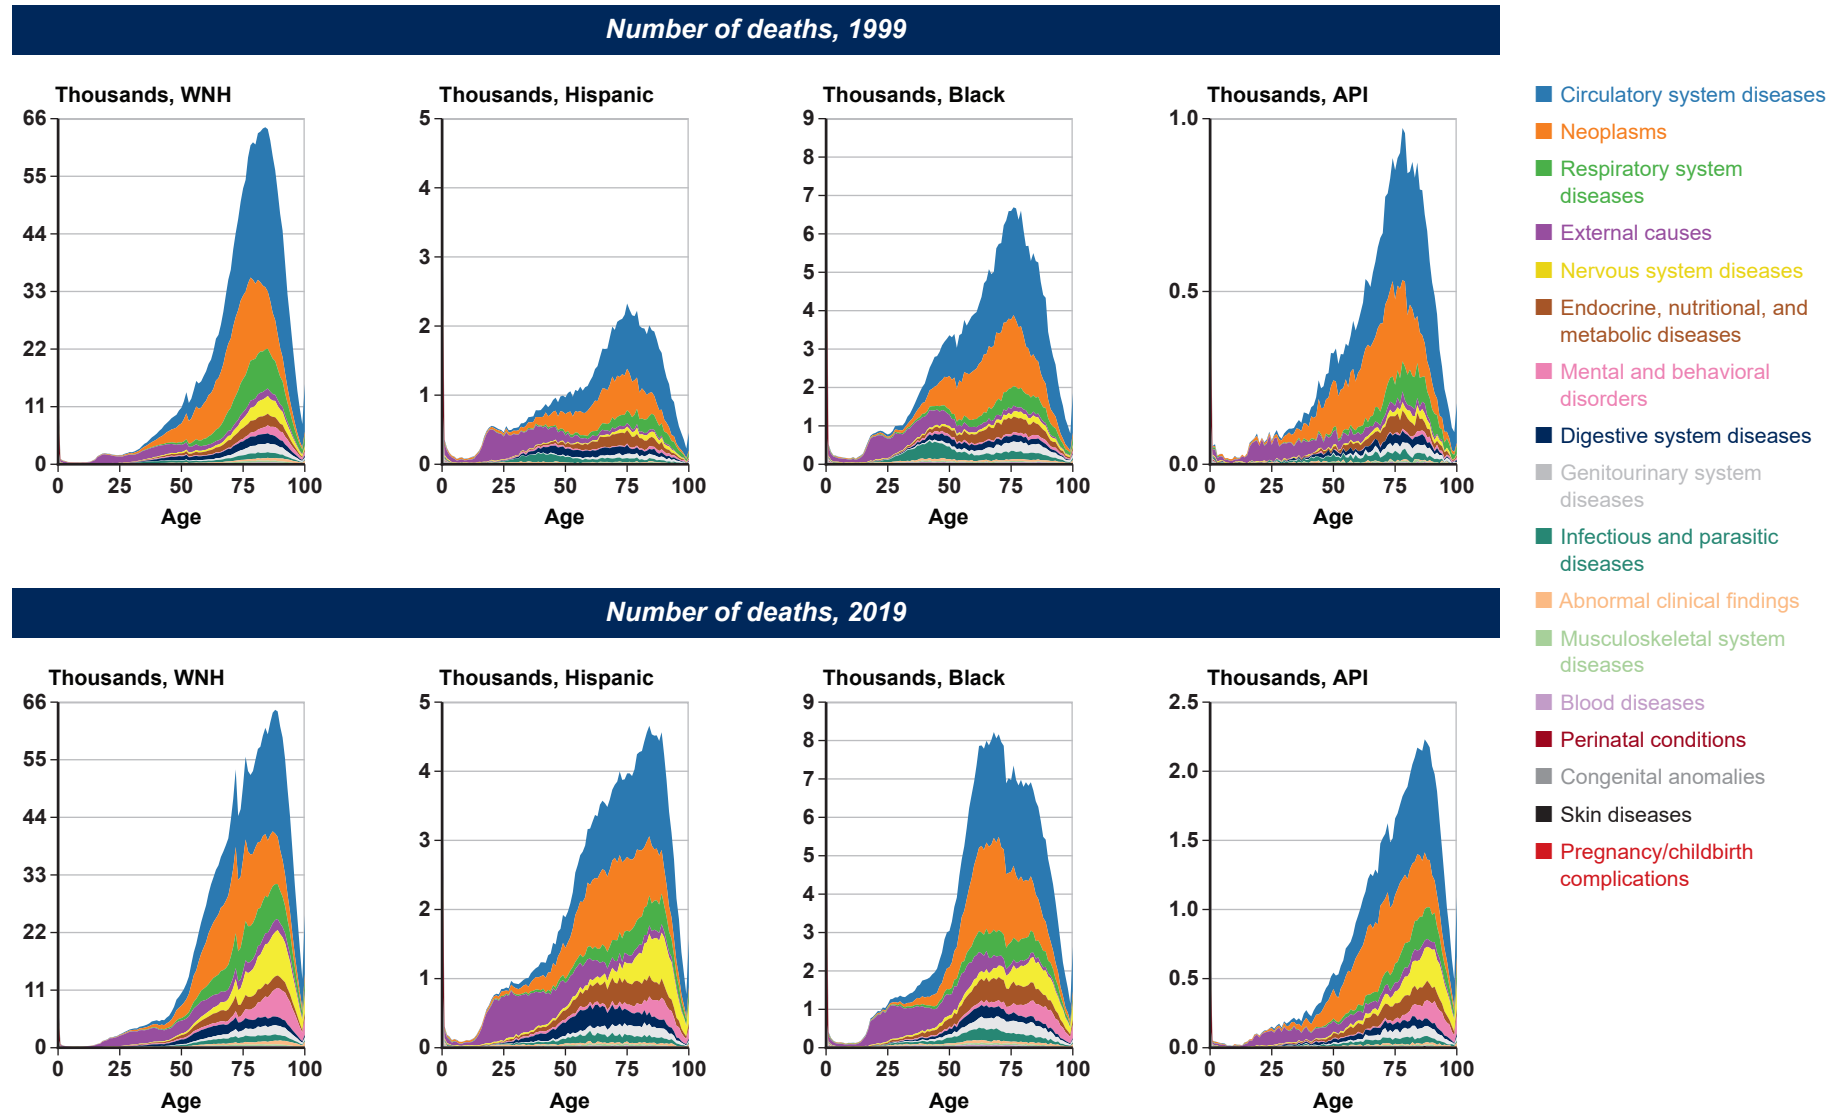 Number of deaths, 1999
Thousands, WNH
66
55
44
33
22
11
0
0 25 50 75 100
Age
Thousands, Hispanic
5
4
3
2
1
0
0 25 50 75 100
Age
Thousands, Black
9
8
7
6
5
4
3
2
1
0
0 25 50 75 100
Age
Thousands, API
1.0
0.5
0.0
0 25 50 75 100
Age
Circulatory system diseases
Neoplasms
Respiratory system
diseases
External causes
Nervous system diseases
Endocrine, nutritional, and
metabolic diseases
Mental and behavioral
disorders
Digestive system diseases
Genitourinary system
diseases
Infectious and parasitic
diseases
Abnormal clinical findings
Musculoskeletal system
diseases
Blood diseases
Perinatal conditions
Congenital anomalies
Skin diseases
Pregnancy/childbirth
complications
Number of deaths, 2019
Thousands, WNH
66
55
44
33
22
11
0
0 25 50 75 100
Age
Thousands, Hispanic
5
4
3
2
1
0
0 25 50 75 100
Age
Thousands, Black
9
8
7
6
5
4
3
2
1
0
0 25 50 75 100
Age
Thousands, API
2.5
2.0
1.5
1.0
0.5
0.0
0 25 50 75 100
Age